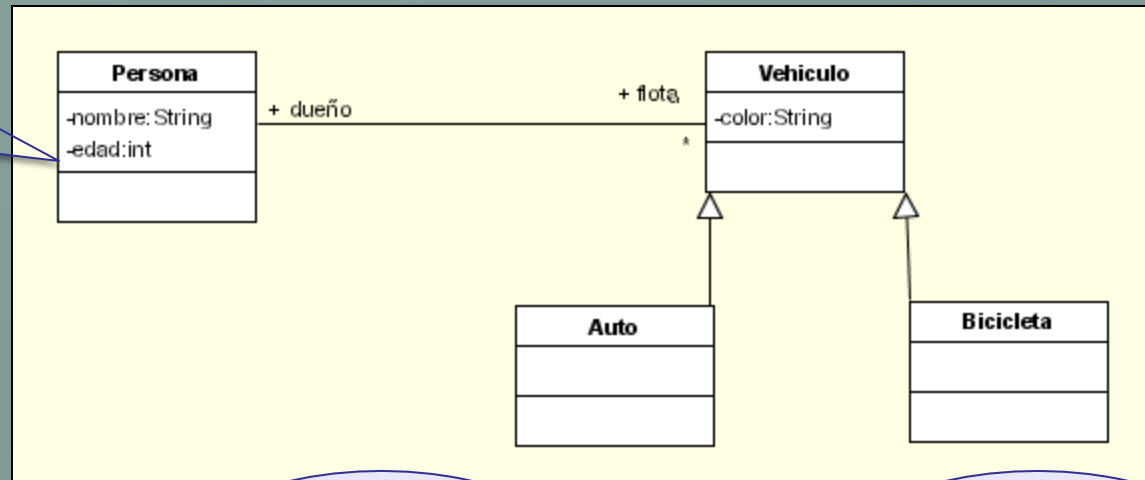 Persona
-nombre:String
-edad:int
+ dueño
+ flota
*
Vehiculo
-color:String
Auto
Bicicleta